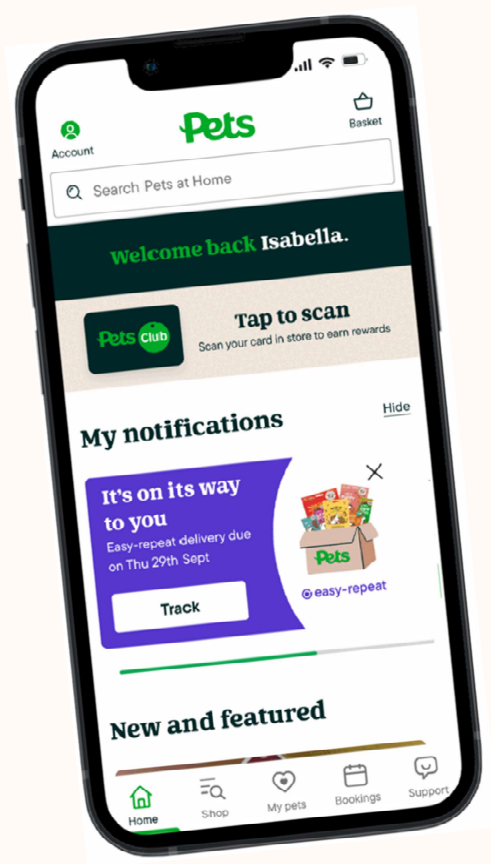 Account
Pets
Basket
Search Pets at Home
Welcome back Isabella.
Pets Club
Tap to scan
Scan your card in store to earn rewards
My notifications
Hide
It's on its way
to you
Easy-repeat delivery due
on Thu 29th Sept
Track
Pets
easy-repeat
New and featured
Home
Shop
My pets
Bookings
Support